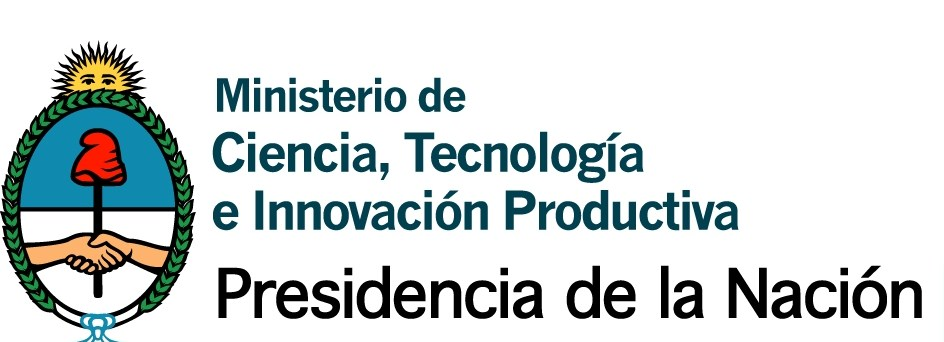 Ministerio de
Ciencia, Tecnología
e Innovación Productiva
Presidencia de la Nación